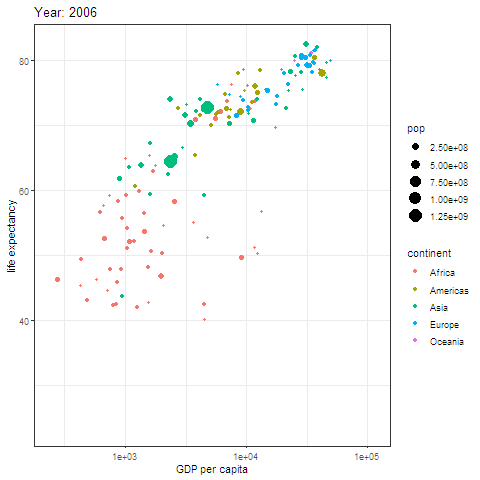 Year: 2006
life expectancy
80
60
40
1e+03
1e+04
1e+05
GDP per capita
pop
2.50e+08
5.00e+08
7.50e+08
1.00e+09
1.25e+09
continent
Africa
Americas
Asia
Europe
Oceania